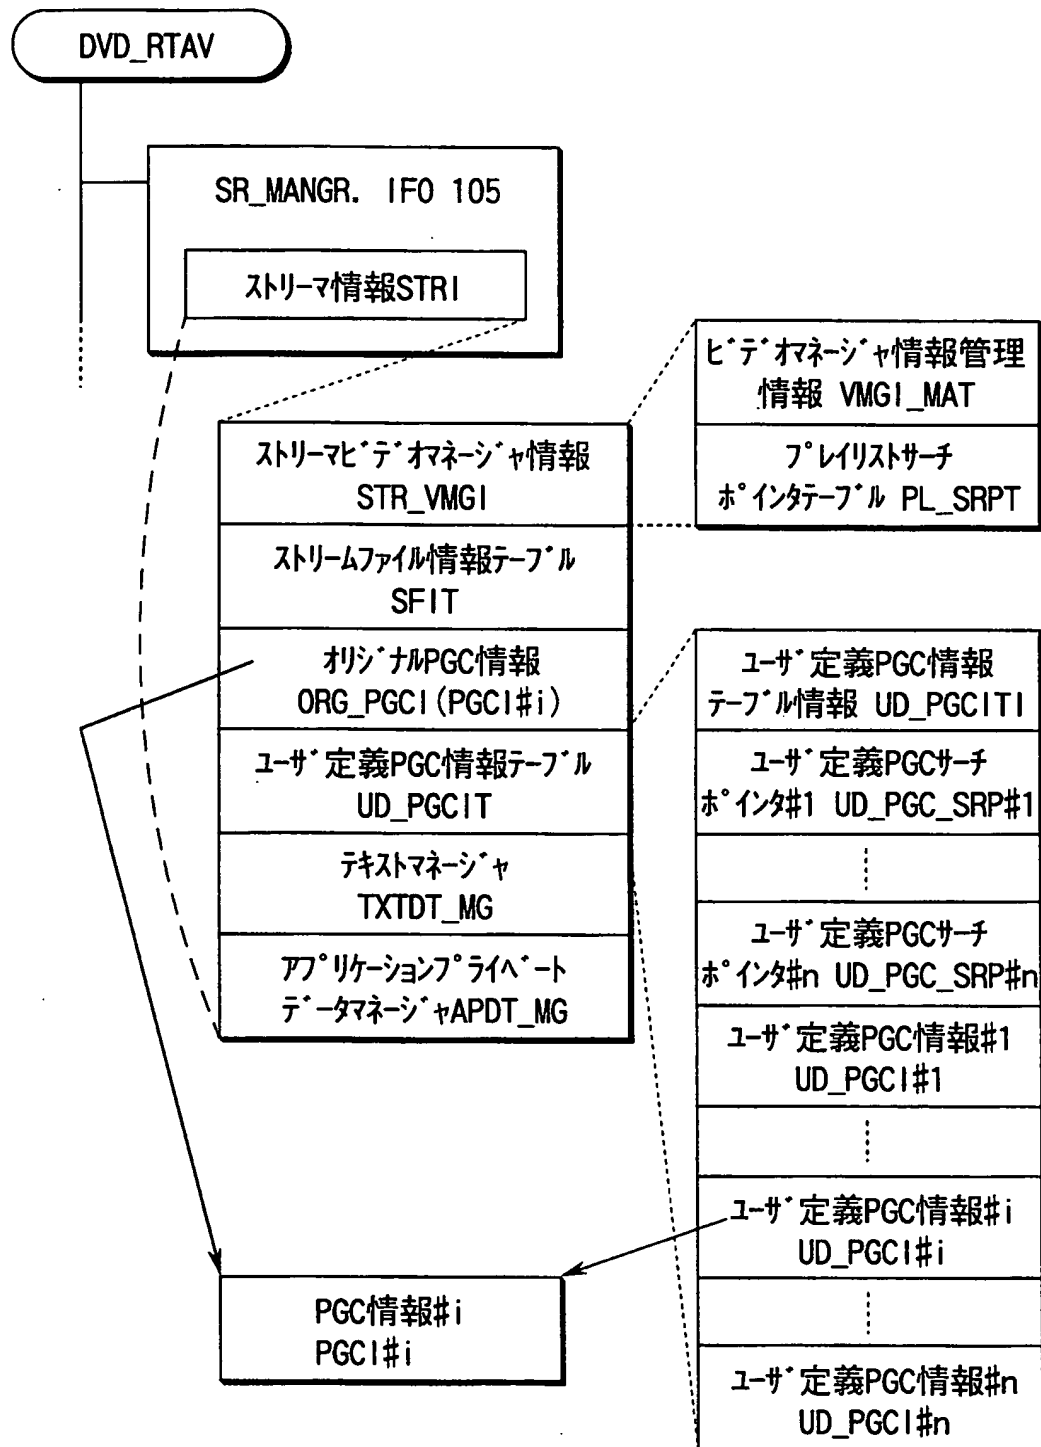 DVD_RTAV
SR_MANGR. IFO 105
ストリーマ情報STRI
ビデオマネージャ情報管理
情報 VMGI_MAT
プレイリストサーチ
ポインタテーブル PL_SRPT
ストリーマビデオマネージャ情報
STR_VMGI
ストリームファイル情報テーブル
SFIT
オリジナルPGC情報
ORG_PGCI(PGCI#i)
ユーザ定義PGC情報テーブル
UD_PGCIT
テキストマネージャ
TXTDT_MG
アプリケーションプライベート
データマネージャAPDT_MG
ユーザ定義PGC情報
テーブル情報 UD_PGCITI
ユーザ定義PGCサーチ
ポインタ#1 UD_PGC_SRP#1
ユーザ定義PGCサーチ
ポインタ#n UD_PGC_SRP#n
ユーザ定義PGC情報#1
UD_PGCI#1
ユーザ定義PGC情報#i
UD_PGCI#i
ユーザ定義PGC情報#n
UD_PGCI#n
PGC情報#i
PGCI#i